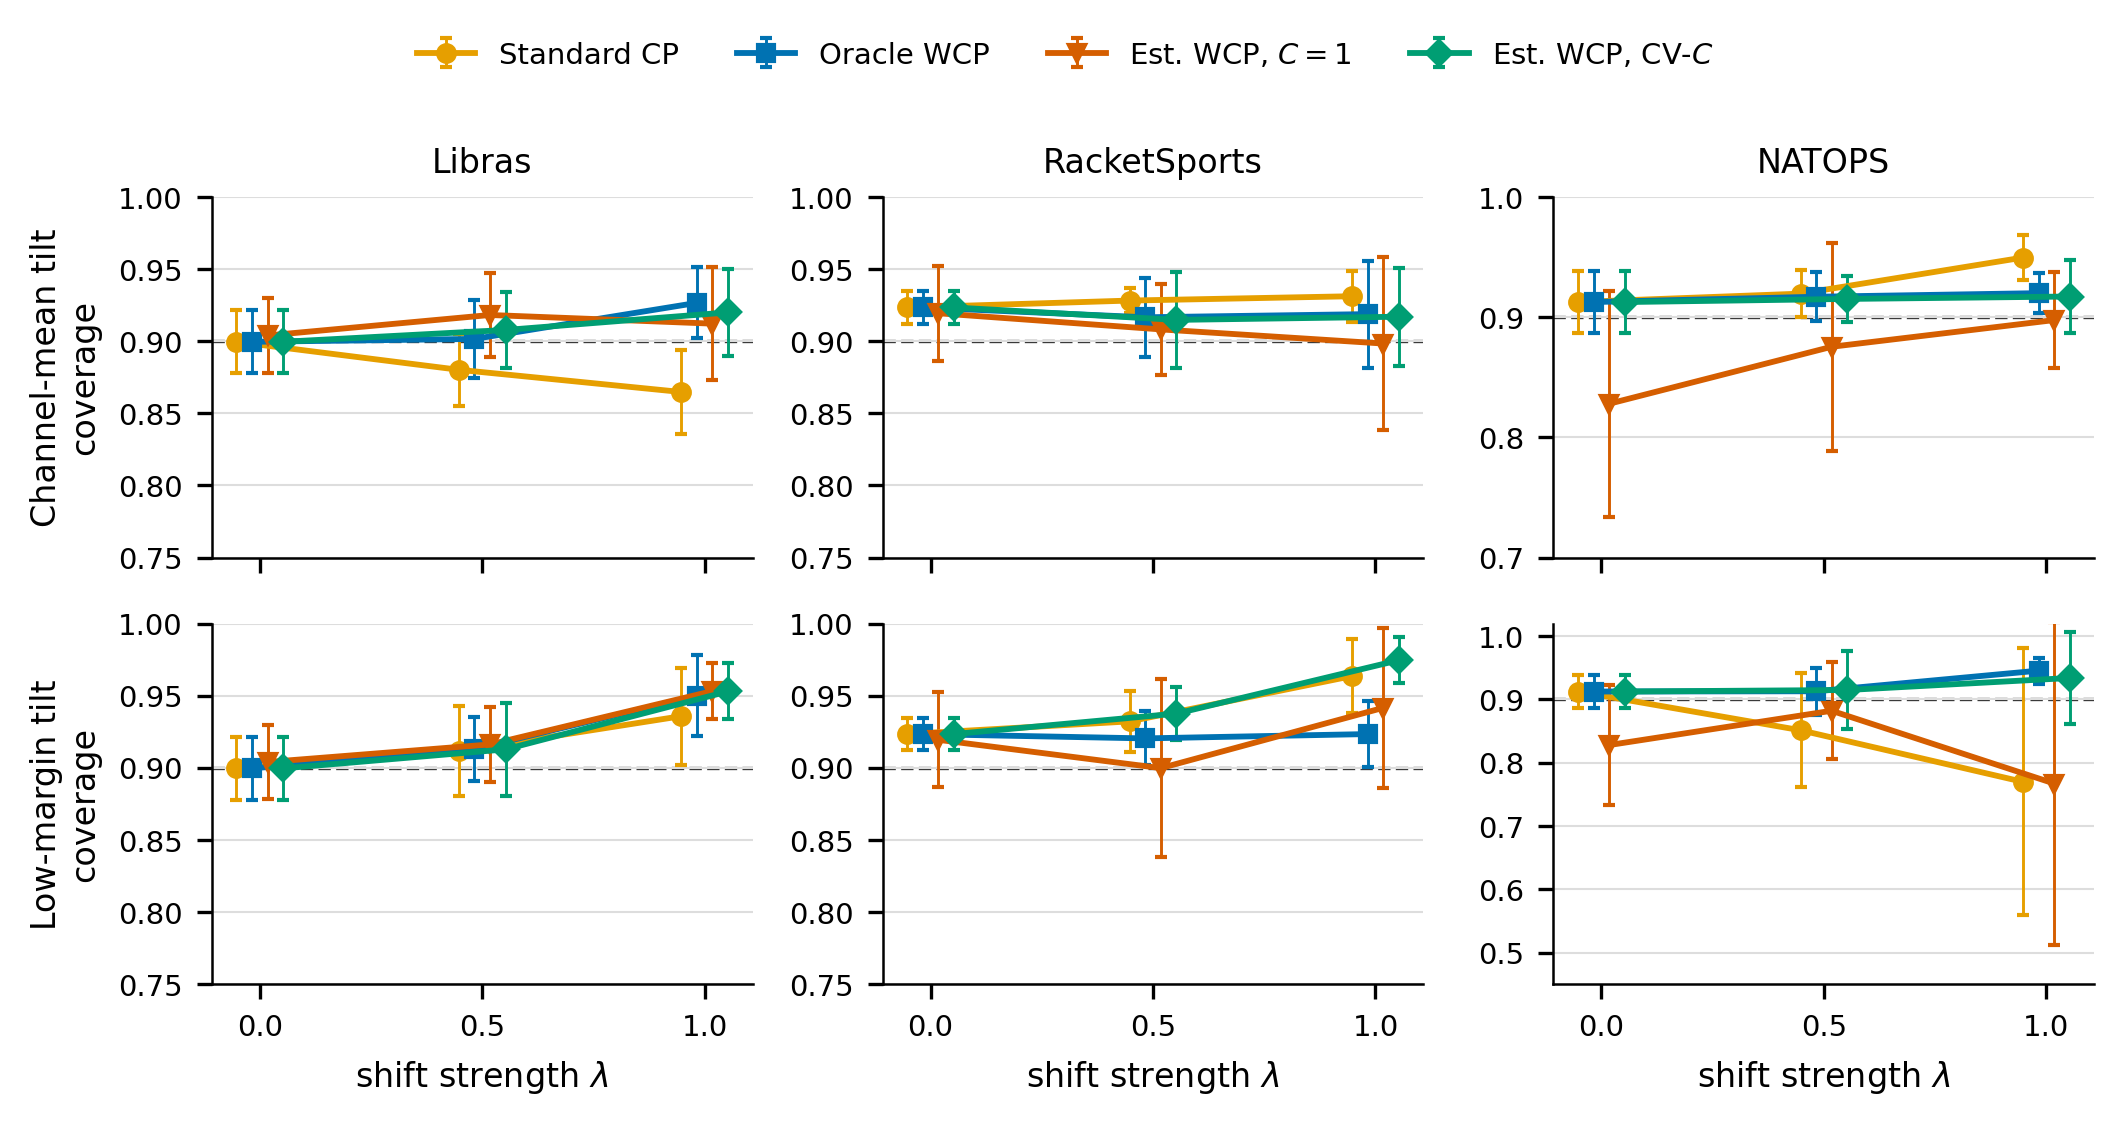 Standard CP
Oracle WCP
Est. WCP, C = 1
Est. WCP, CV-C
Libras
RacketSports
NATOPS
Channel-mean tilt
coverage
1.00
0.95
0.90
0.85
0.80
0.75
1.00
0.95
0.90
0.85
0.80
0.75
1.0
0.9
0.8
0.7
Low-margin tilt
coverage
1.00
0.95
0.90
0.85
0.80
0.75
1.00
0.95
0.90
0.85
0.80
0.75
1.0
0.9
0.8
0.7
0.6
0.5
0.0 0.5 1.0
0.0 0.5 1.0
0.0 0.5 1.0
shift strength λ
shift strength λ
shift strength λ